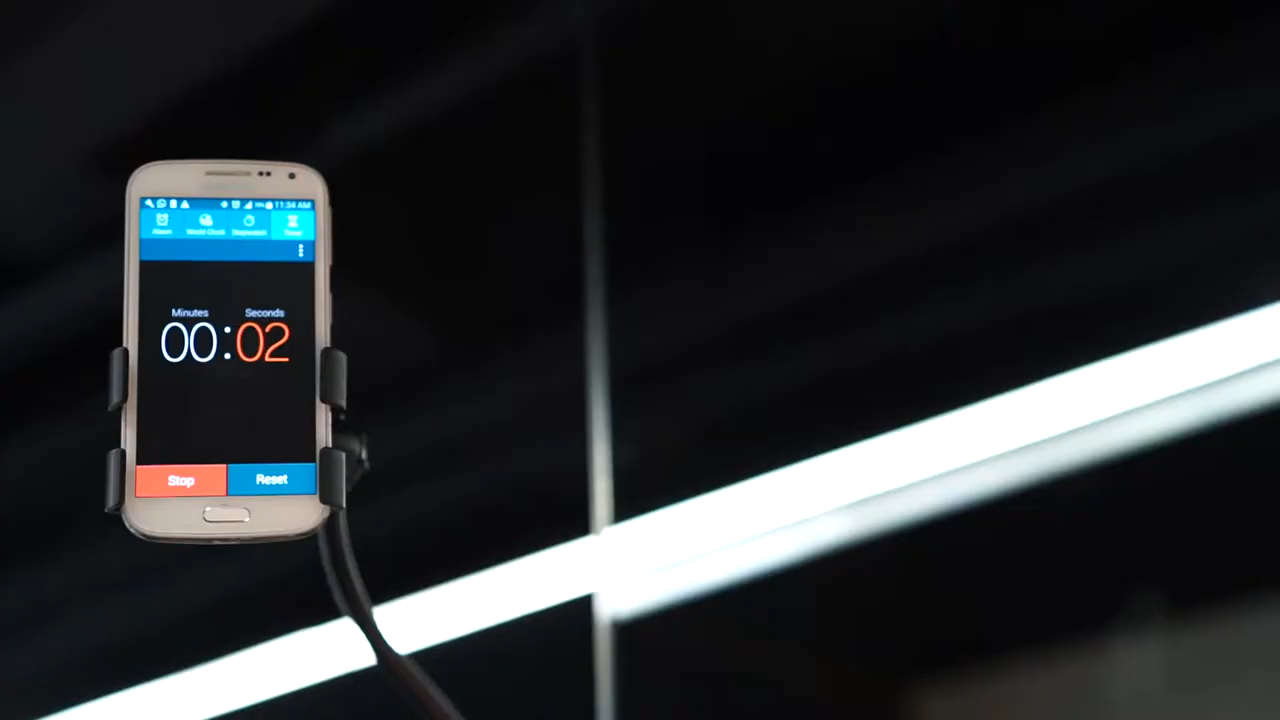 11:34 AM
Alarm World Clock Stopwatch Timer
Minutes Seconds
00:02
Stop Reset